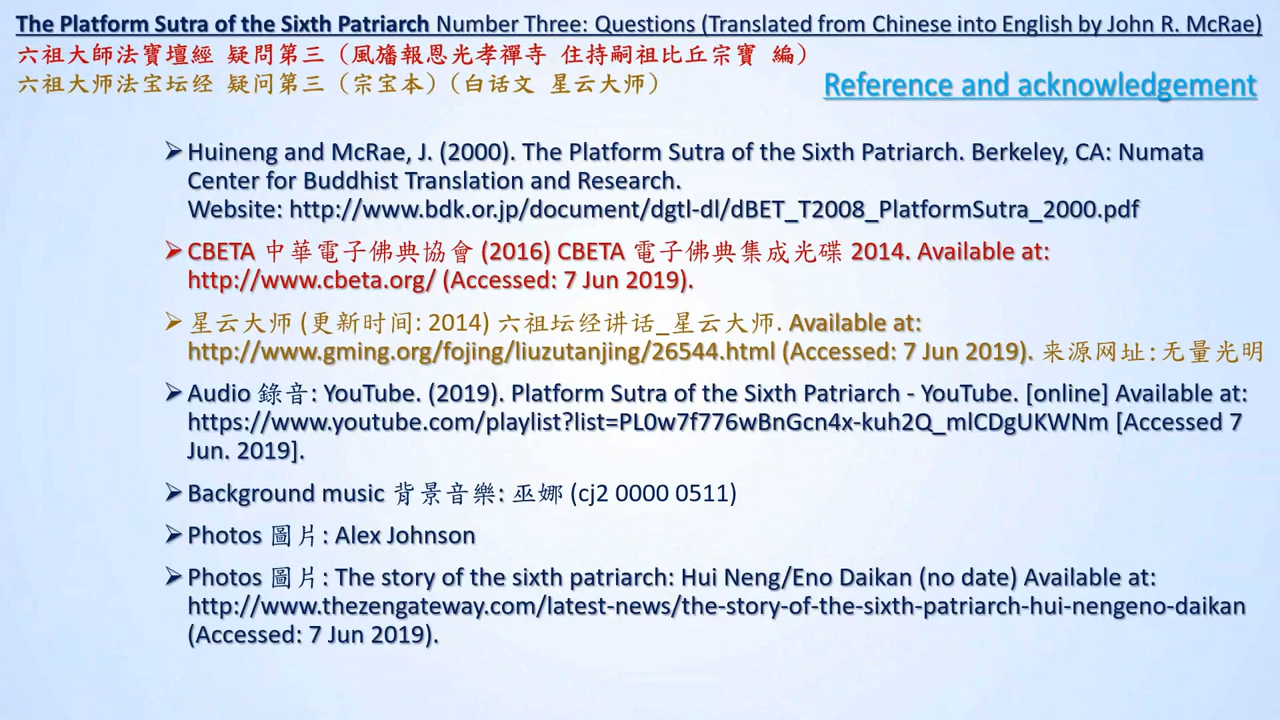 The Platform Sutra of the Sixth Patriarch Number Three: Questions (Translated from Chinese into English by John R. McRae)
六祖大師法寶壇經 疑問第三（風旛報恩光孝禪寺 住持嗣祖比丘宗寶 編）
六祖大师法宝坛经 疑问第三（宗宝本）（白话文 星云大师）
Reference and acknowledgement
➢ Huineng and McRae, J. (2000). The Platform Sutra of the Sixth Patriarch. Berkeley, CA: Numata
Center for Buddhist Translation and Research.
Website: http://www.bdk.or.jp/document/dgtl-dl/dBET_T2008_PlatformSutra_2000.pdf
➢ CBETA 中華電子佛典協會 (2016) CBETA 電子佛典集成光碟 2014. Available at:
http://www.cbeta.org/ (Accessed: 7 Jun 2019).
➢ 星云大师 (更新时间: 2014) 六祖坛经讲话_星云大师. Available at:
http://www.gming.org/fojing/liuzutanjing/26544.html (Accessed: 7 Jun 2019). 来源网址:无量光明
➢ Audio 錄音: YouTube. (2019). Platform Sutra of the Sixth Patriarch - YouTube. [online] Available at:
https://www.youtube.com/playlist?list=PL0w7f776wBnGcn4x-kuh2Q_mlCDgUKWNm [Accessed 7
Jun. 2019].
➢ Background music 背景音樂: 巫娜 (cj2 0000 0511)
➢ Photos 圖片: Alex Johnson
➢ Photos 圖片: The story of the sixth patriarch: Hui Neng/Eno Daikan (no date) Available at:
http://www.thezengateway.com/latest-news/the-story-of-the-sixth-patriarch-hui-nengeno-daikan
(Accessed: 7 Jun 2019).